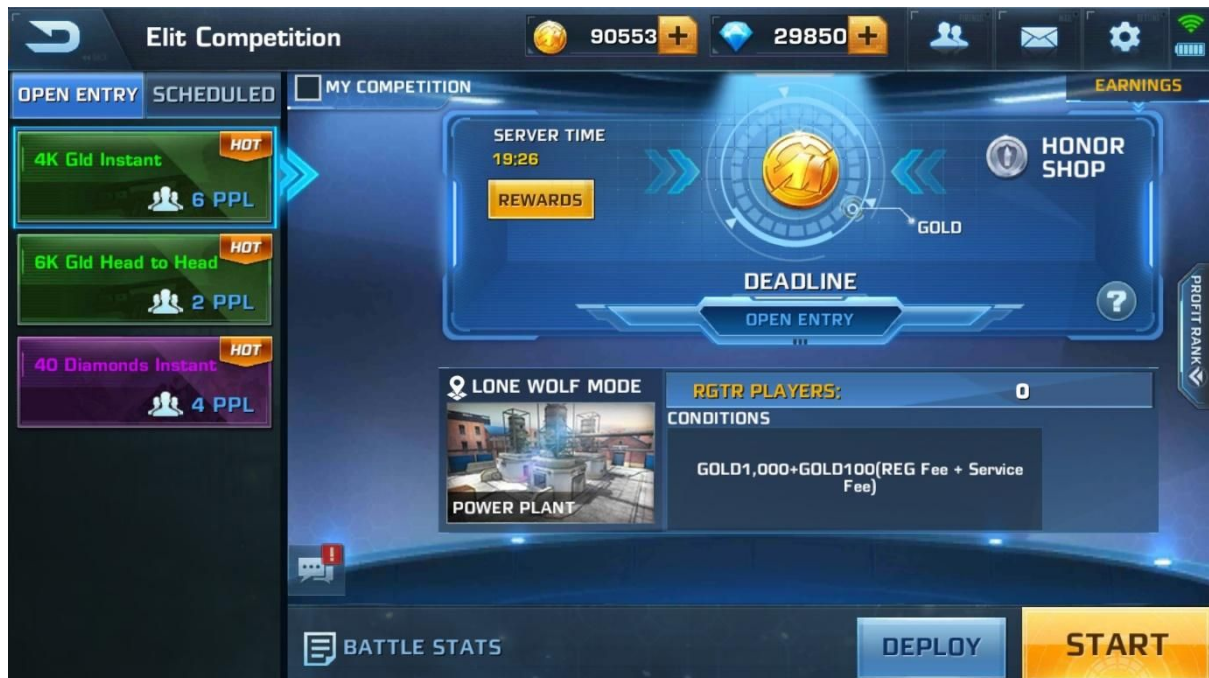 Elit Competition
90553
29850
OPEN ENTRY
SCHEDULED
MY COMPETITION
EARNINGS
4K Gld Instant
HOT
6 PPL
6K Gld Head to Head
HOT
2 PPL
40 Diamonds Instant
HOT
4 PPL
SERVER TIME
19:26
REWARDS
GOLD
HONOR
SHOP
DEADLINE
OPEN ENTRY
?
PROFIT RANK
LONE WOLF MODE
POWER PLANT
RGTR PLAYERS: 0
CONDITIONS
GOLD1,000+GOLD100(REG Fee + Service
Fee)
!
BATTLE STATS
DEPLOY
START